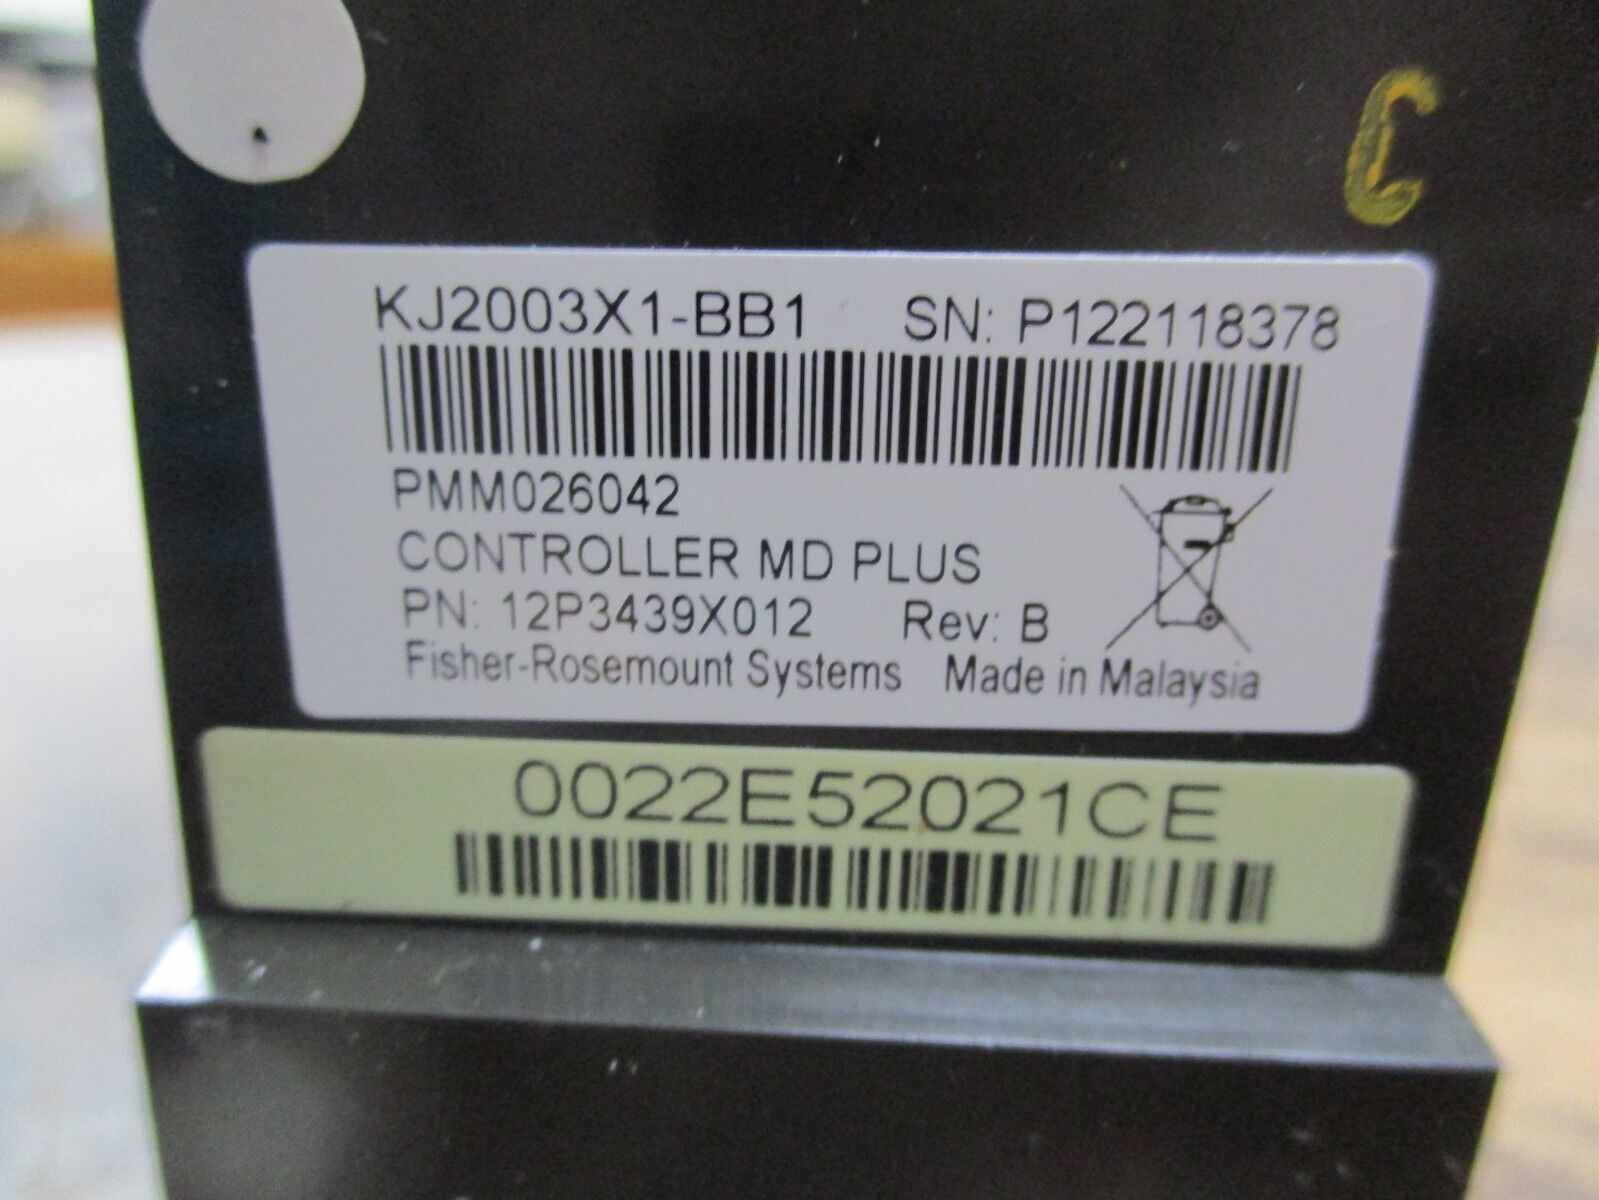 C
KJ2003X1-BB1 SN: P122118378
PMM026042
CONTROLLER MD PLUS
PN: 12P3439X012 Rev: B
Fisher-Rosemount Systems Made in Malaysia
0022E52021CE